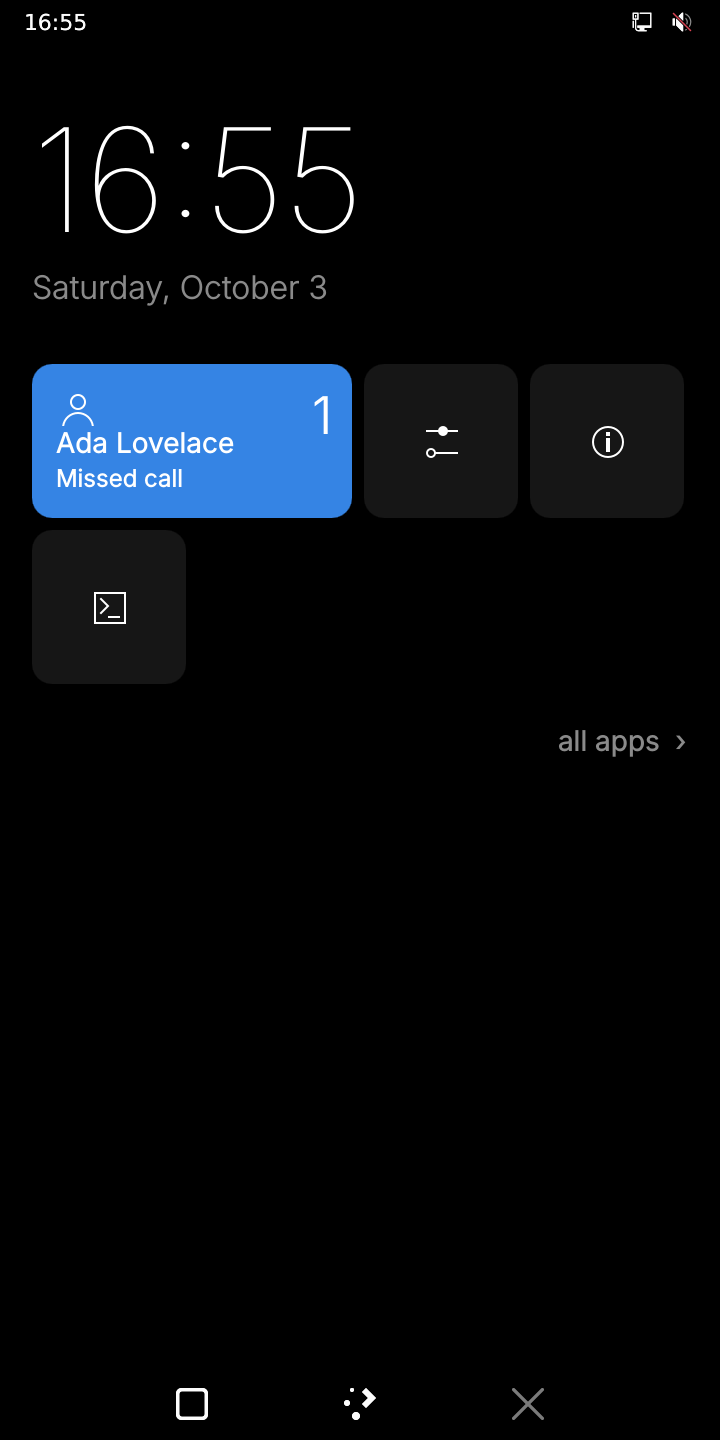 16:55
16:55
Saturday, October 3
1
Ada Lovelace
Missed call
all apps ›